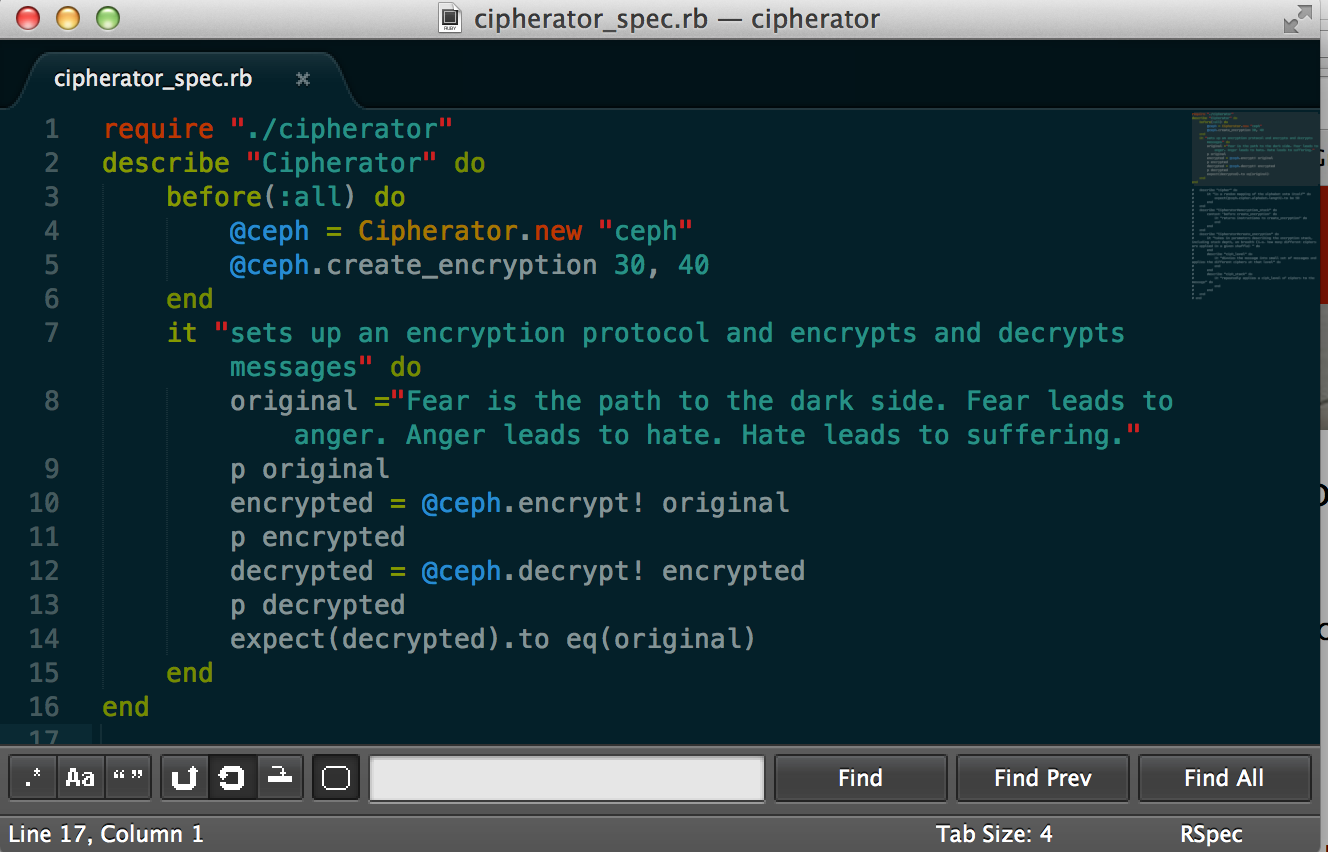 cipherator_spec.rb — cipherator
cipherator_spec.rb ×
1 require "./cipherator"
2 describe "Cipherator" do
3 before(:all) do
4 @ceph = Cipherator.new "ceph"
5 @ceph.create_encryption 30, 40
6 end
7 it "sets up an encryption protocol and encrypts and decrypts
messages" do
8 original ="Fear is the path to the dark side. Fear leads to
anger. Anger leads to hate. Hate leads to suffering."
9 p original
10 encrypted = @ceph.encrypt! original
11 p encrypted
12 decrypted = @ceph.decrypt! encrypted
13 p decrypted
14 expect(decrypted).to eq(original)
15 end
16 end
17
.* Aa “” Find Find Prev Find All
Line 17, Column 1 Tab Size: 4 RSpec